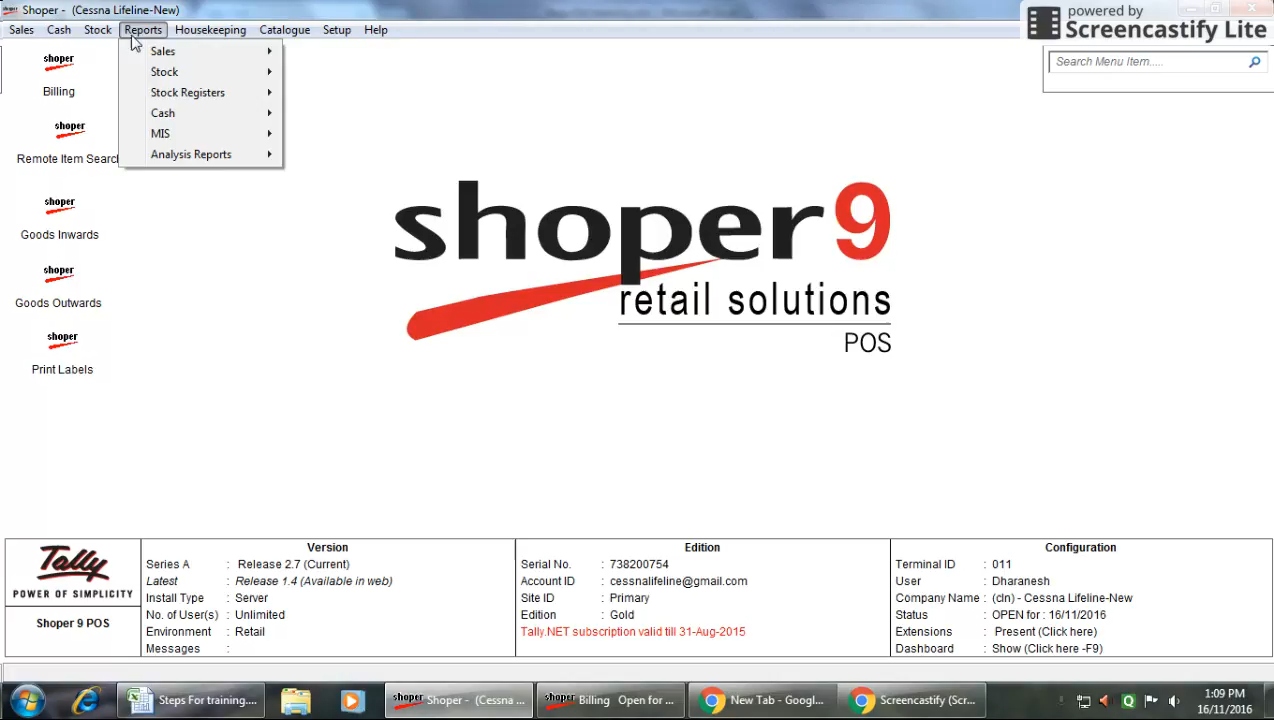 Shoper - (Cessna Lifeline-New)
powered by
Screencastify Lite
Sales Cash Stock Reports Housekeeping Catalogue Setup Help
Search Menu Item.....
shoper
Billing
shoper
Remote Item Searc
shoper
Goods Inwards
shoper
Goods Outwards
shoper
Print Labels
Sales
Stock
Stock Registers
Cash
MIS
Analysis Reports
shoper 9
retail solutions
POS
Tally
POWER OF SIMPLICITY
Shoper 9 POS
Version
Series A : Release 2.7 (Current)
Latest : Release 1.4 (Available in web)
Install Type : Server
No. of User(s) : Unlimited
Environment : Retail
Messages :
Edition
Serial No. : 738200754
Account ID : cessnalifeline@gmail.com
Site ID : Primary
Edition : Gold
Tally.NET subscription valid till 31-Aug-2015
Configuration
Terminal ID : 011
User : Dharanesh
Company Name : (cln) - Cessna Lifeline-New
Status : OPEN for : 16/11/2016
Extensions : Present (Click here)
Dashboard : Show (Click here -F9)
Steps For training....
shoper Shoper - (Cessna ...
shoper Billing Open for ...
New Tab - Googl...
Screencastify (Scr...
1:09 PM
16/11/2016